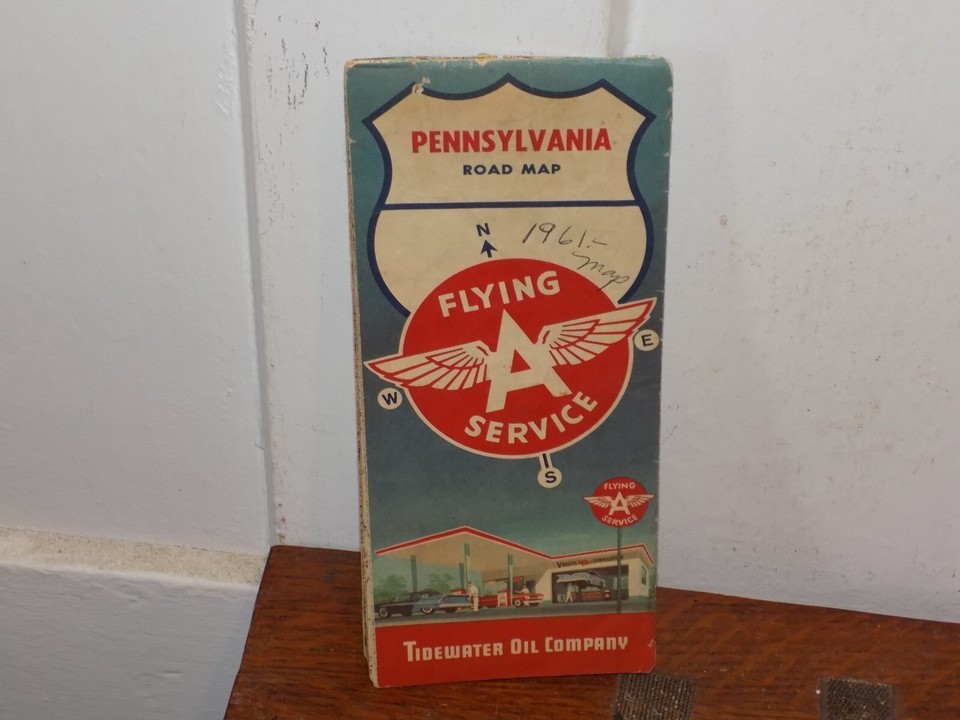 PENNSYLVANIA
ROAD MAP
N
1961-
map
FLYING
A
SERVICE
E
W
S
FLYING
A
SERVICE
TIDEWATER OIL COMPANY